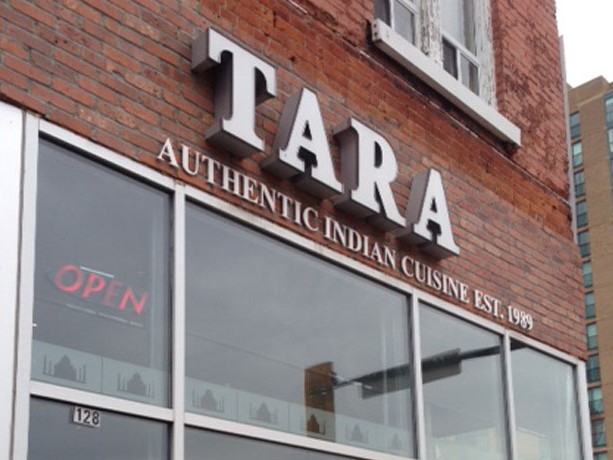 TARA
AUTHENTIC INDIAN CUISINE EST. 1989
OPEN
128